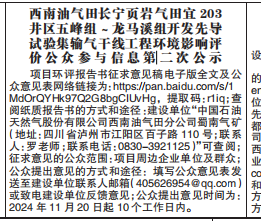 西南油气田长宁页岩气田宜203
井区五峰组~龙马溪组开发先导
试验集输气干线工程环境影响评
价公众参与信息第二次公示
项目环评报告书征求意见稿电子版全文及公
众意见表网络链接为:https://pan.baidu.com/s/1
MdOrQYHk97Q2G8bgCIUvHg，提取码:rfiq;查
阅纸质报告书的方式和途径:建设单位“中国石油
天然气股份有限公司西南油气田分公司蜀南气矿
(地址:四川省泸州市江阳区百子路110号;联系
人:罗老师;联系电话:0830-3921125)”可查阅;
征求意见的公众范围:项目周边企业单位及群众;
公众提出意见的方式和途径:填写公众意见表发
送至建设单位联系人邮箱(405626954@qq.com)
或致电建设单位反馈意见;公众提出意见时间为:
2024年11月20日起10个工作日内。